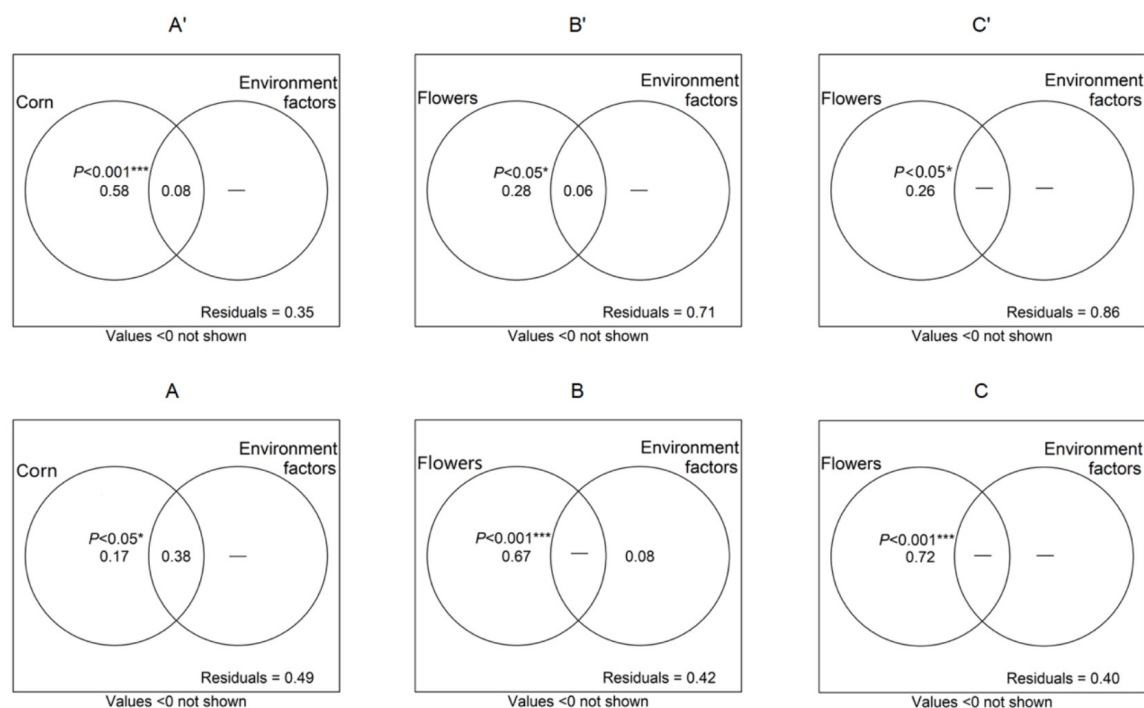 A'
Corn
Environment
factors
P<0.001***
0.58
0.08
—
Residuals = 0.35
Values <0 not shown
B'
Flowers
Environment
factors
P<0.05*
0.28
0.06
—
Residuals = 0.71
Values <0 not shown
C'
Flowers
Environment
factors
P<0.05*
0.26
—
—
Residuals = 0.86
Values <0 not shown
A
Corn
Environment
factors
P<0.05*
0.17
0.38
—
Residuals = 0.49
Values <0 not shown
B
Flowers
Environment
factors
P<0.001***
0.67
—
0.08
Residuals = 0.42
Values <0 not shown
C
Flowers
Environment
factors
P<0.001***
0.72
—
—
Residuals = 0.40
Values <0 not shown